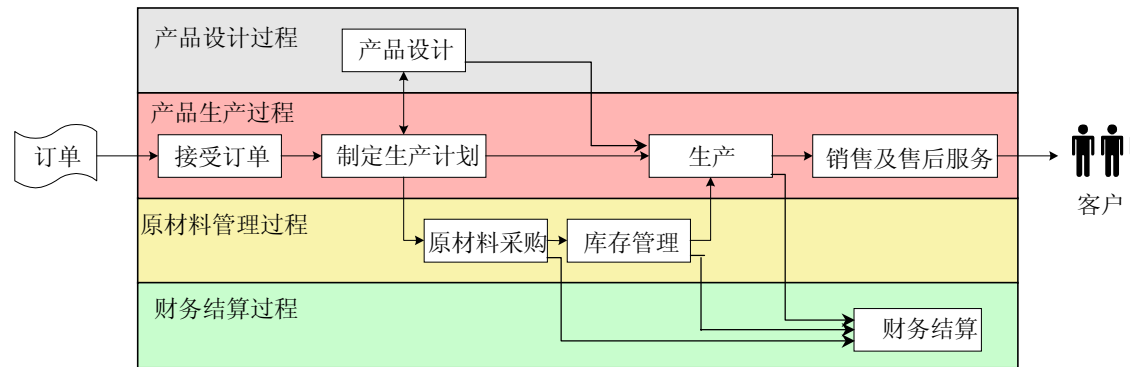 产品设计过程
产品设计
产品生产过程
订单
接受订单
制定生产计划
生产
销售及售后服务
客户
原材料管理过程
原材料采购
库存管理
财务结算过程
财务结算